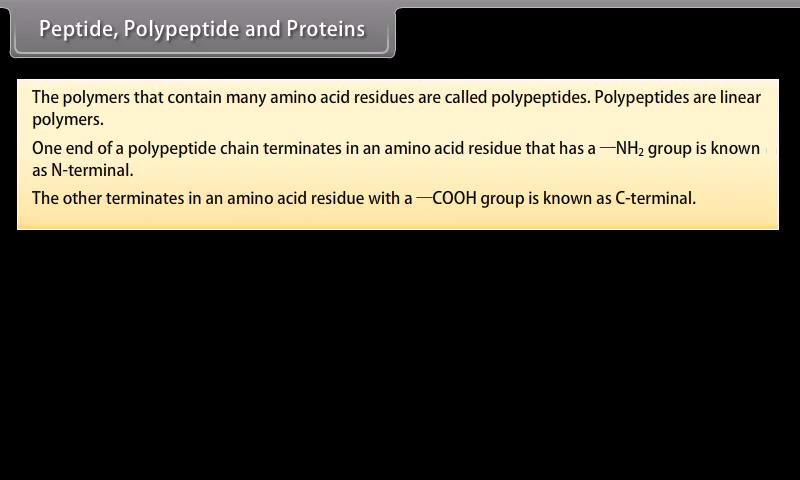 Peptide, Polypeptide and Proteins
The polymers that contain many amino acid residues are called polypeptides. Polypeptides are linear
polymers.
One end of a polypeptide chain terminates in an amino acid residue that has a —NH₂ group is known
as N-terminal.
The other terminates in an amino acid residue with a —COOH group is known as C-terminal.